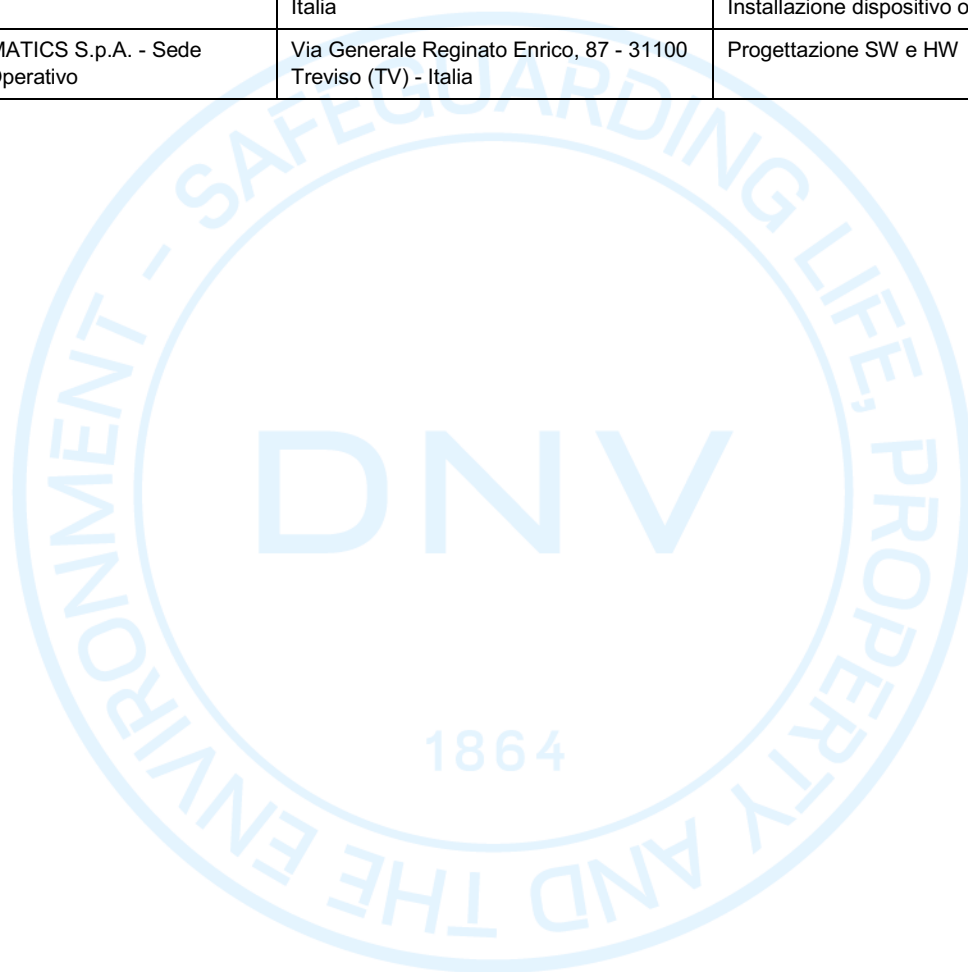 Italia
Installazione dispositivo o
MATICS S.p.A. - Sede
perativo
Via Generale Reginato Enrico, 87 - 31100
Treviso (TV) - Italia
Progettazione SW e HW
SAFEGUARDING LIFE, PROPERTY AND THE ENVIRONMENT -
DNV
1864